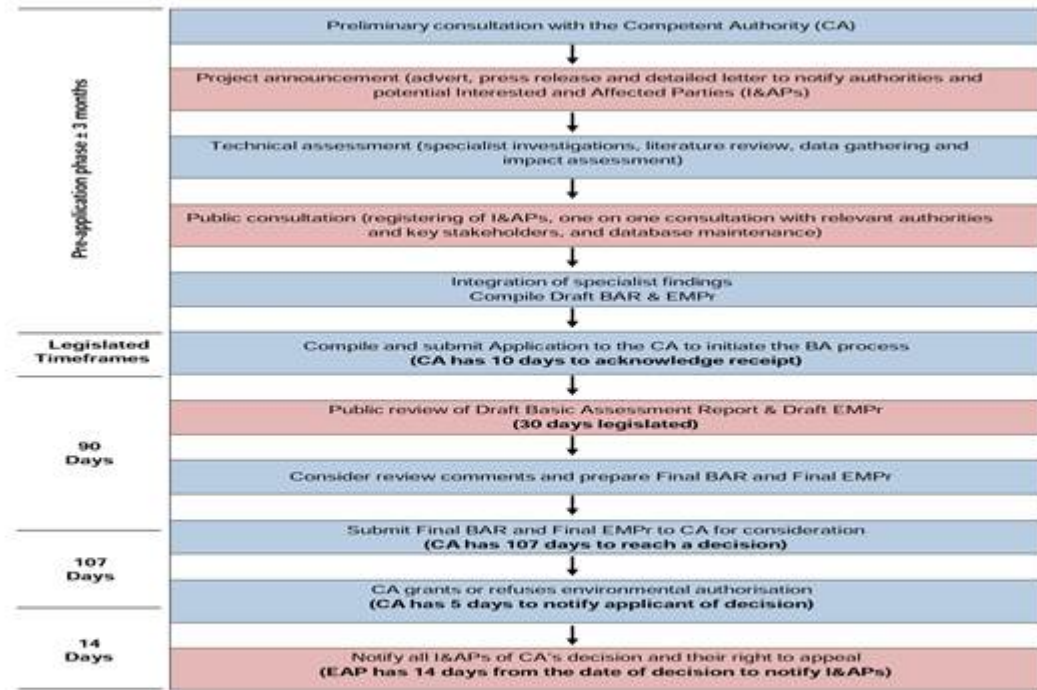 Pre-application phase ± 3 months
Preliminary consultation with the Competent Authority (CA)
Project announcement (advert, press release and detailed letter to notify authorities and
potential Interested and Affected Parties (I&APs)
Technical assessment (specialist investigations, literature review, data gathering and
impact assessment)
Public consultation (registering of I&APs, one on one consultation with relevant authorities
and key stakeholders, and database maintenance)
Integration of specialist findings
Compile Draft BAR & EMPr
Legislated
Timeframes
Compile and submit Application to the CA to initiate the BA process
(CA has 10 days to acknowledge receipt)
90
Days
Public review of Draft Basic Assessment Report & Draft EMPr
(30 days legislated)
Consider review comments and prepare Final BAR and Final EMPr
Submit Final BAR and Final EMPr to CA for consideration
(CA has 107 days to reach a decision)
107
Days
CA grants or refuses environmental authorisation
(CA has 5 days to notify applicant of decision)
14
Days
Notify all I&APs of CA's decision and their right to appeal
(EAP has 14 days from the date of decision to notify I&APs)